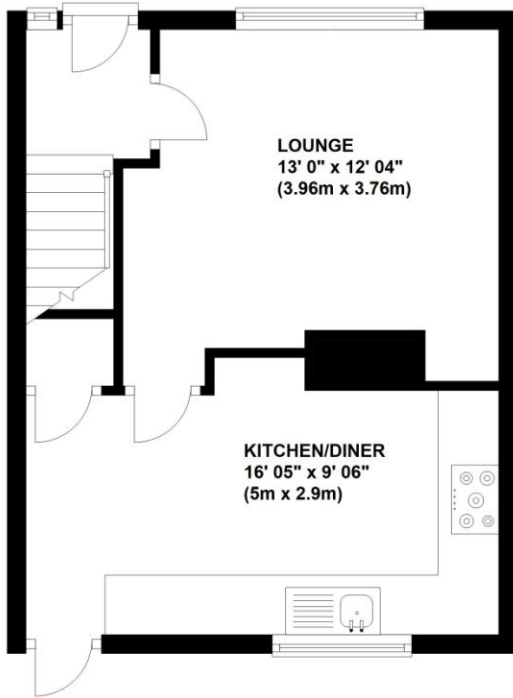 LOUNGE
13' 0" x 12' 04"
(3.96m x 3.76m)
KITCHEN/DINER
16' 05" x 9' 06"
(5m x 2.9m)